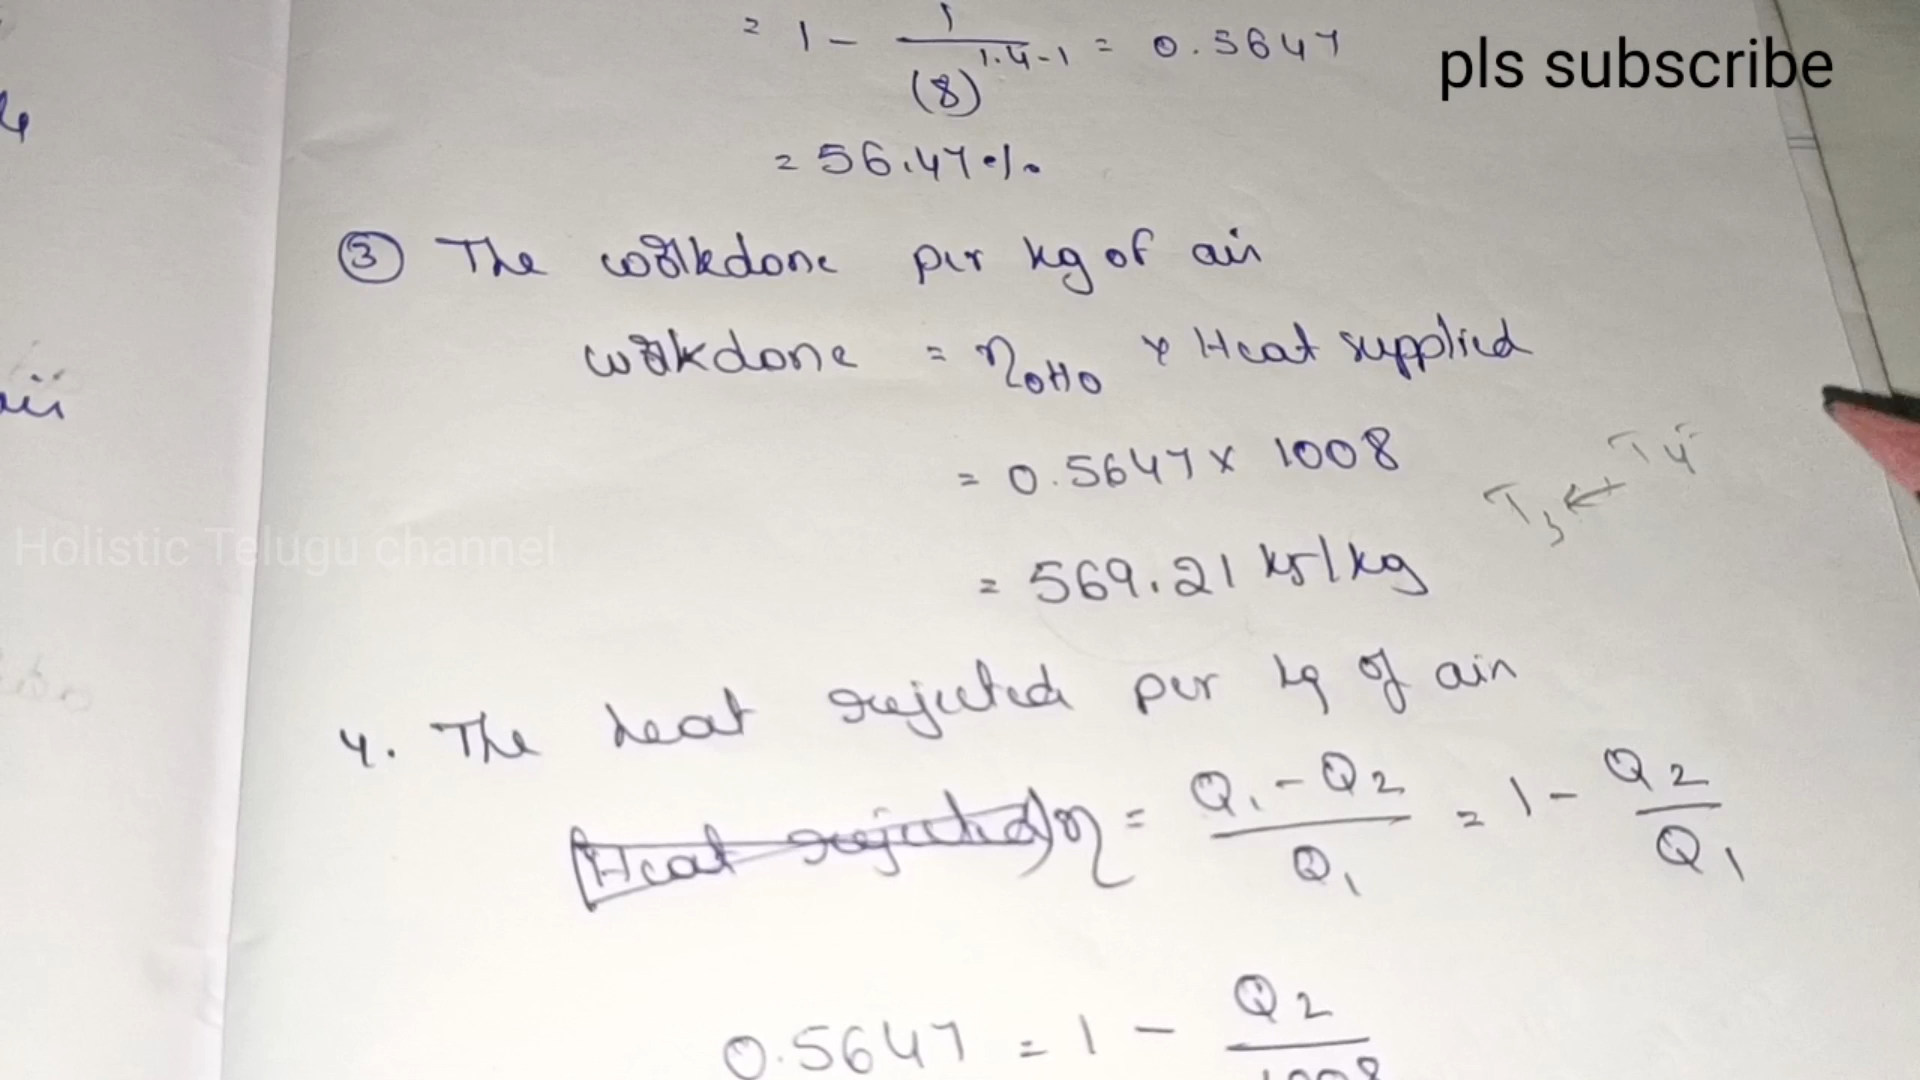 = 1 - 1/(8)^1.4-1 = 0.5647
pls subscribe
= 56.47 %
③ The workdone per kg of air
workdone = ηotto × Heat supplied
= 0.5647 × 1008
T3 ← T4
Holistic Telugu channel
= 569.21 kJ/kg
4. The heat rejected per kg of air
Heat rejected η = Q1-Q2/Q1 = 1 - Q2/Q1
0.5647 = 1 - Q2/1008